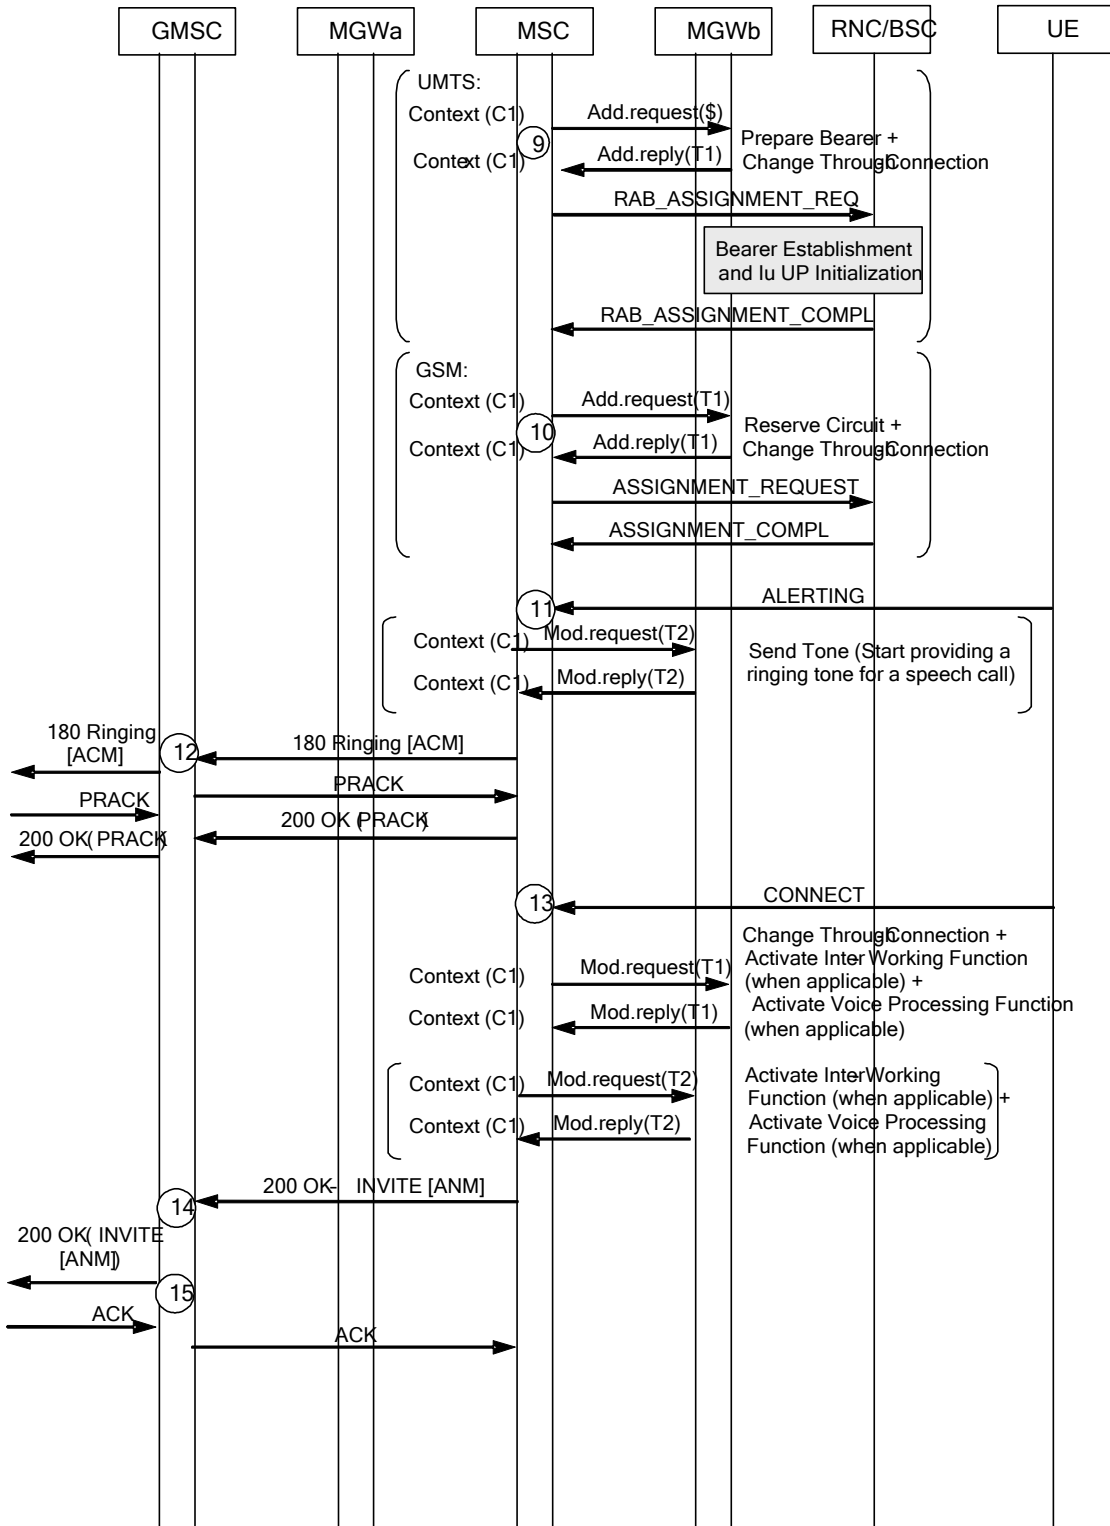 GMSC
MGWa
MSC
MGWb
RNC/BSC
UE
UMTS:
Context (C1)
Add.request($)
9
Context (C1)
Add.reply(T1)
Prepare Bearer +
Change Through-Connection
RAB_ASSIGNMENT_REQ
Bearer Establishment
and Iu UP Initialization
RAB_ASSIGNMENT_COMPL
GSM:
Context (C1)
Add.request(T1)
10
Context (C1)
Add.reply(T1)
Reserve Circuit +
Change Through-Connection
ASSIGNMENT_REQUEST
ASSIGNMENT_COMPL
ALERTING
11
Context (C1)
Mod.request(T2)
Context (C1)
Mod.reply(T2)
Send Tone (Start providing a
ringing tone for a speech call)
180 Ringing
[ACM]
12
180 Ringing [ACM]
PRACK
PRACK
200 OK (PRACK)
200 OK( PRACK)
CONNECT
13
Change Through-Connection +
Activate Inter-Working Function
(when applicable) +
Activate Voice Processing Function
(when applicable)
Context (C1)
Mod.request(T1)
Context (C1)
Mod.reply(T1)
Context (C1)
Mod.request(T2)
Context (C1)
Mod.reply(T2)
Activate Inter-Working
Function (when applicable) +
Activate Voice Processing
Function (when applicable)
200 OK- INVITE [ANM]
14
200 OK( INVITE
[ANM])
15
ACK
ACK